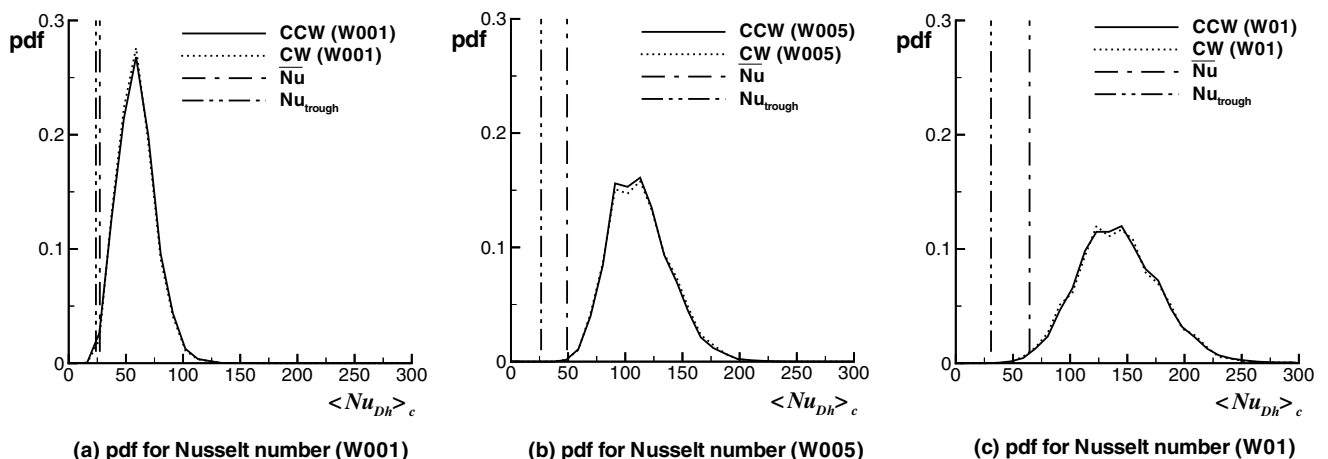 pdf
0.3
0.2
0.1
0
0 50 100 150 200 250 300
CCW (W001)
CW (W001)
Nu
Nu_trough
<Nu_Dh>_c
(a) pdf for Nusselt number (W001)
pdf
0.3
0.2
0.1
0
0 50 100 150 200 250 300
CCW (W005)
CW (W005)
Nu
Nu_trough
<Nu_Dh>_c
(b) pdf for Nusselt number (W005)
pdf
0.3
0.2
0.1
0
0 50 100 150 200 250 300
CCW (W01)
CW (W01)
Nu
Nu_trough
<Nu_Dh>_c
(c) pdf for Nusselt number (W01)